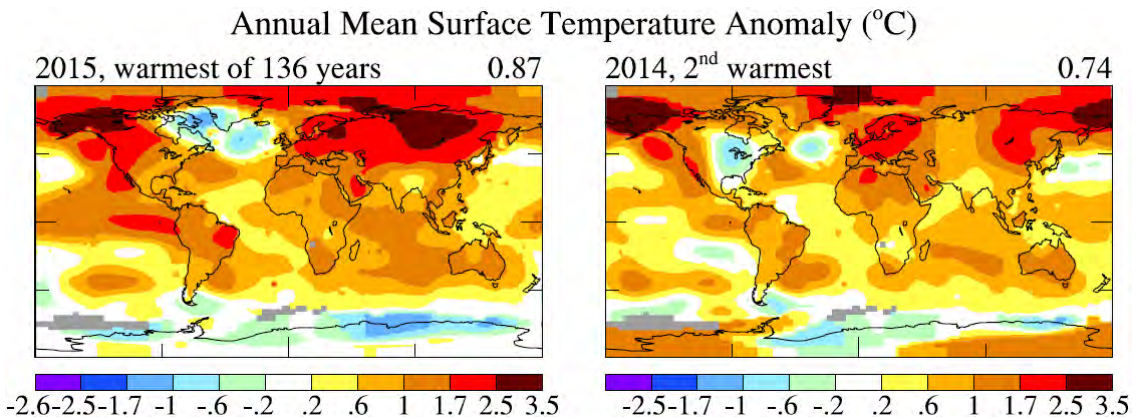 Annual Mean Surface Temperature Anomaly (°C)
2015, warmest of 136 years 0.87
2014, 2nd warmest 0.74
-2.6 -2.5 -1.7 -1 -.6 -.2 .2 .6 1 1.7 2.5 3.5
-2.5 -1.7 -1 -.6 -.2 .2 .6 1 1.7 2.5 3.5